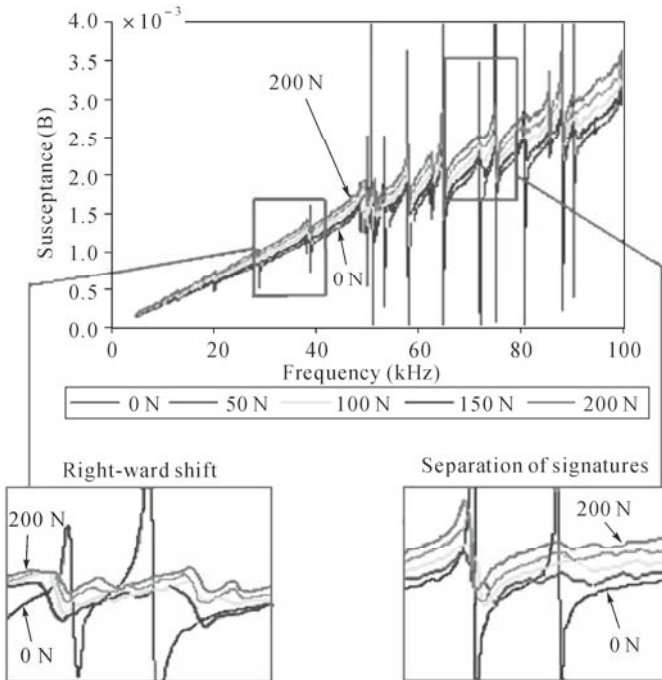 4.0 × 10⁻³
3.5
3.0
2.5
2.0
1.5
1.0
0.5
0.0
Susceptance (B)
200 N
0 N
0 20 40 60 80 100
Frequency (kHz)
0 N 50 N 100 N 150 N 200 N
Right-ward shift
200 N
0 N
Separation of signatures
200 N
0 N